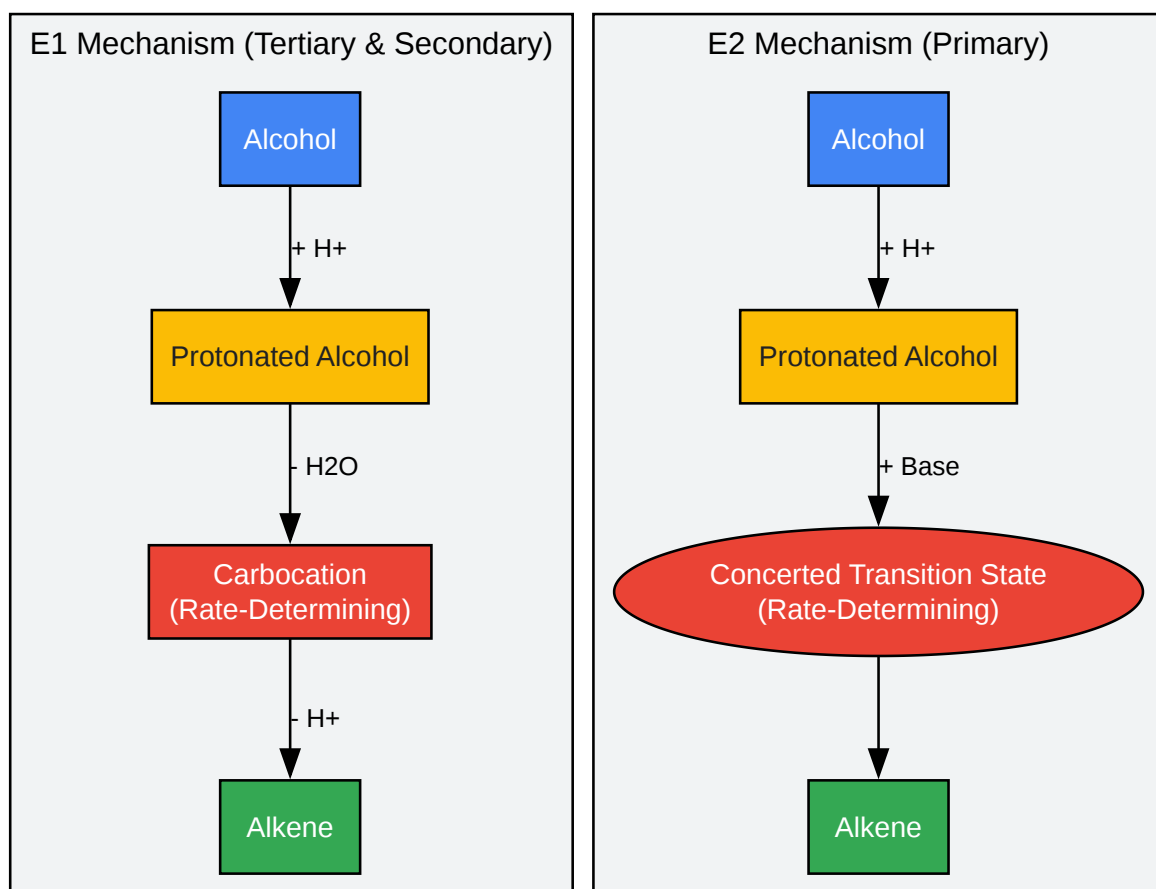 E1 Mechanism (Tertiary & Secondary)
Alcohol
+ H+
Protonated Alcohol
- H2O
Carbocation
(Rate-Determining)
- H+
Alkene
E2 Mechanism (Primary)
Alcohol
+ H+
Protonated Alcohol
+ Base
Concerted Transition State
(Rate-Determining)
Alkene